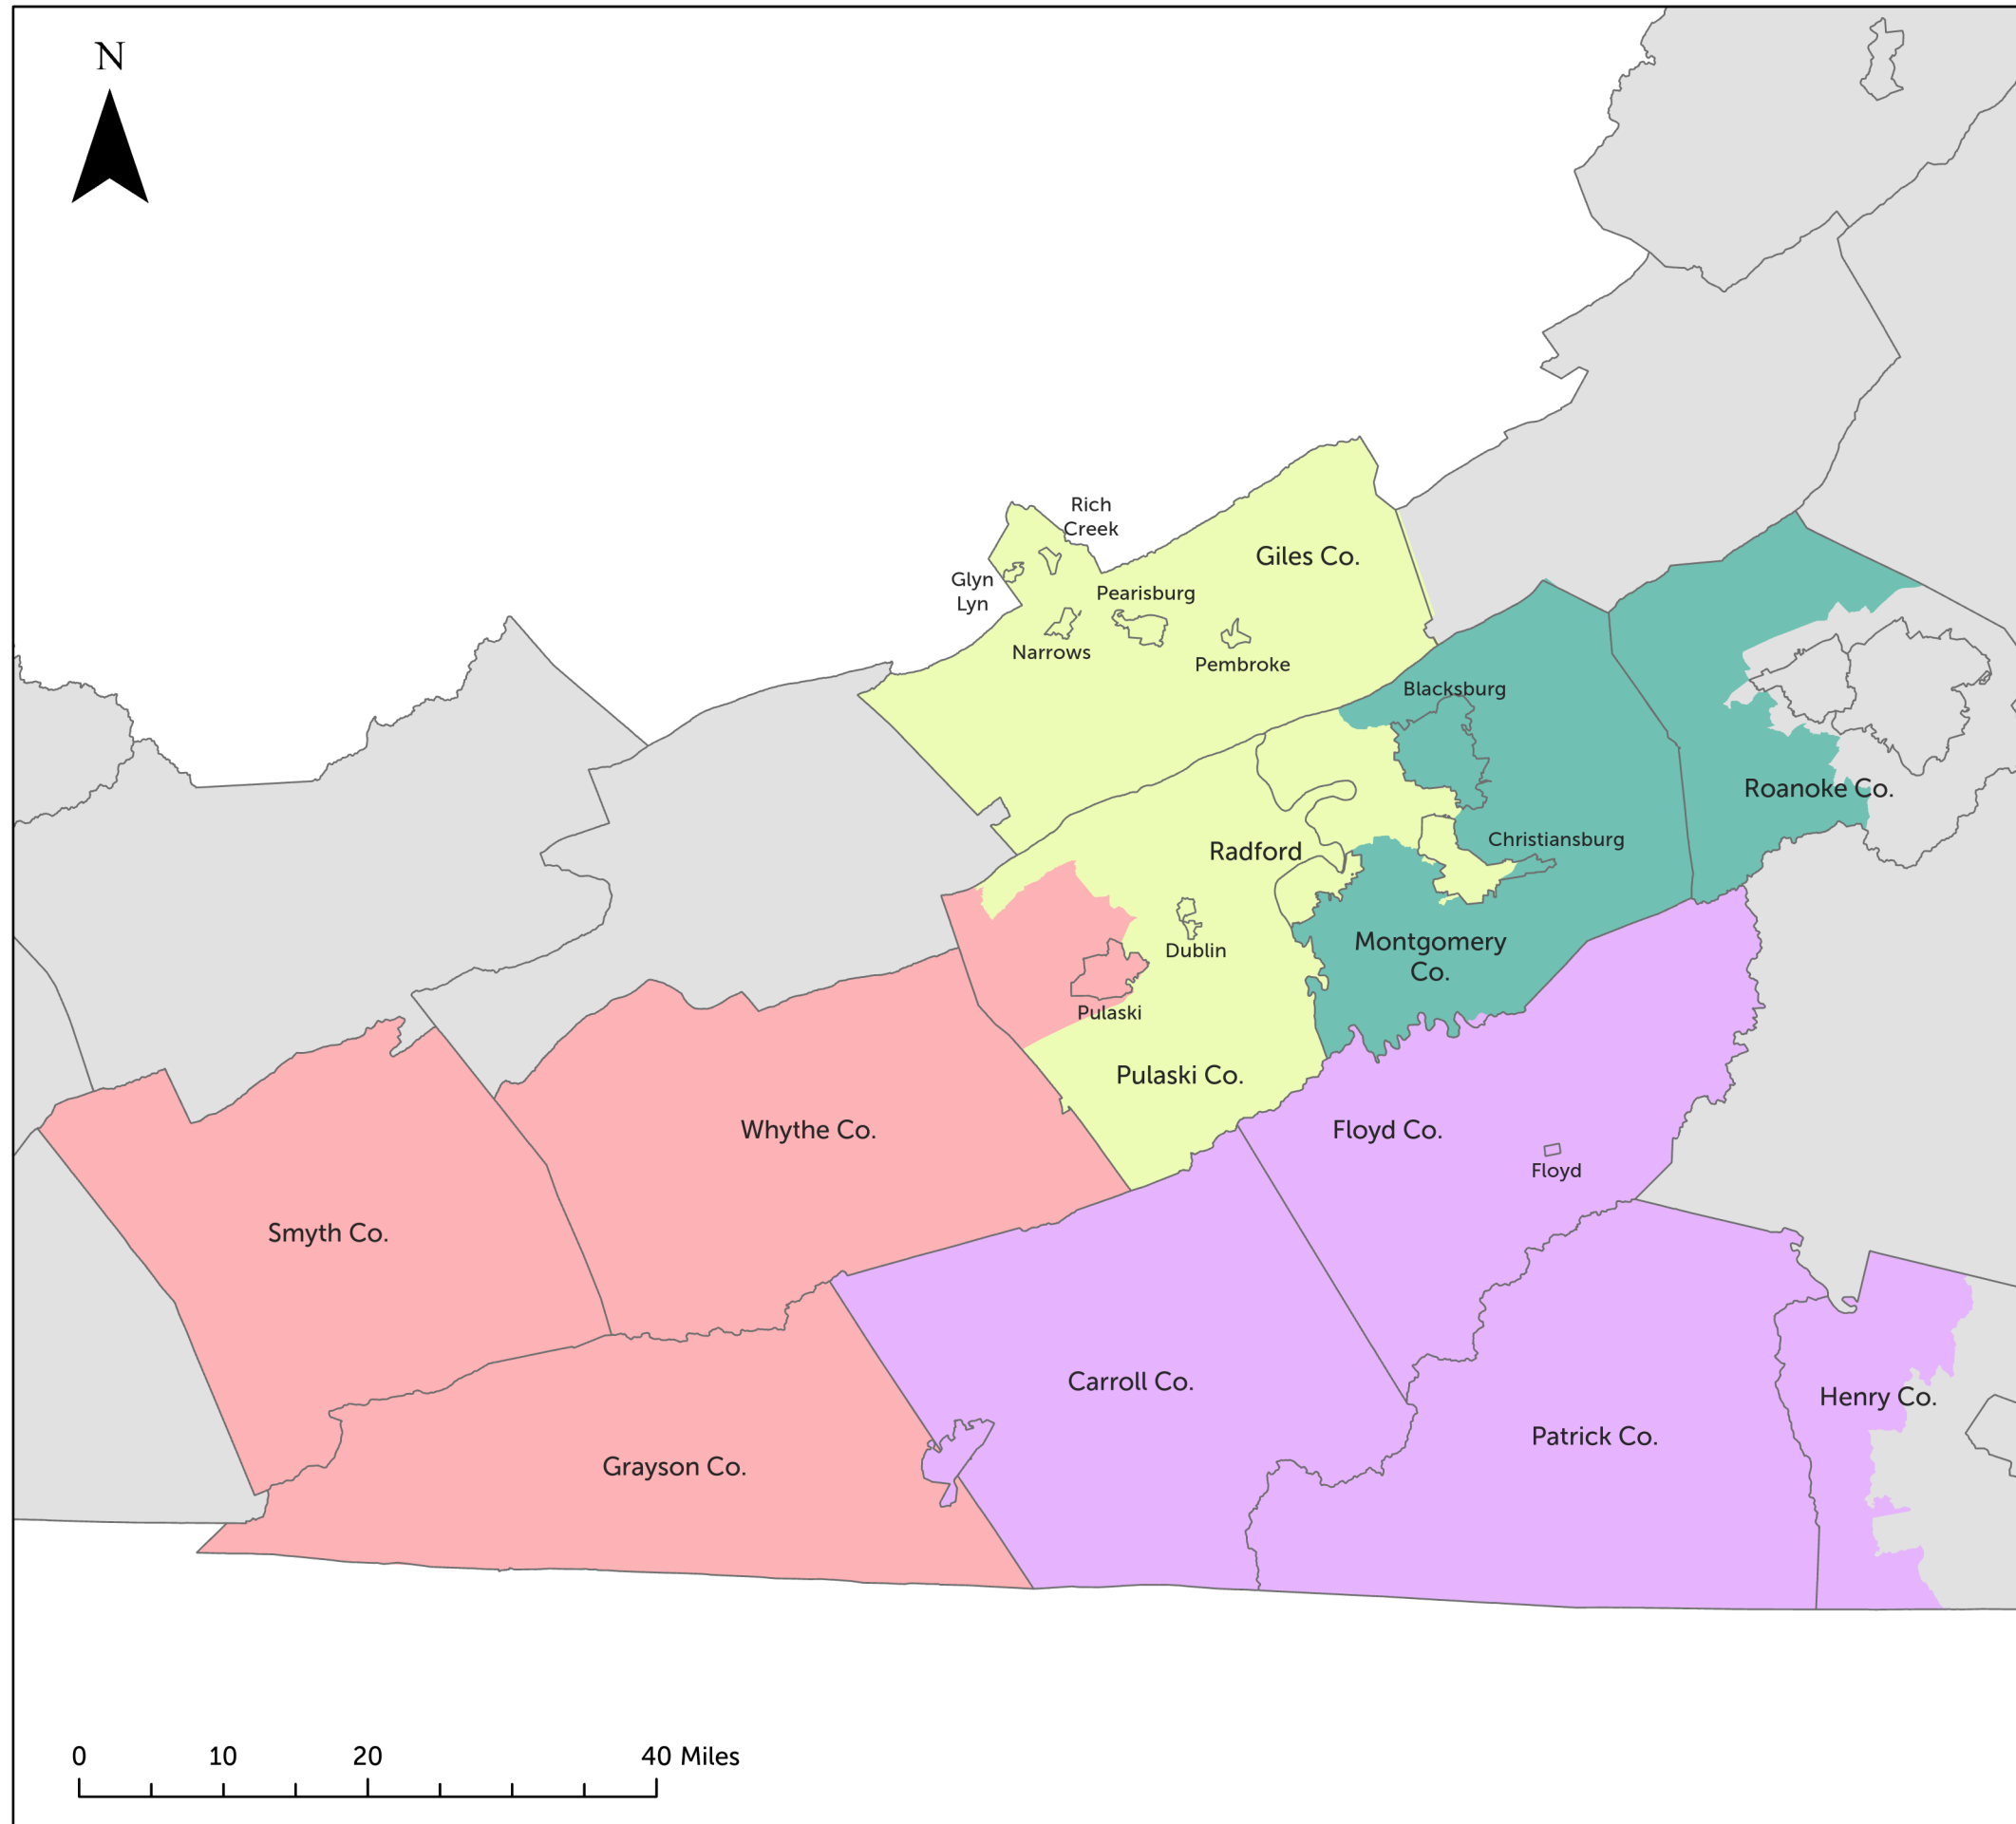 N
Rich
Creek
Giles Co.
Glyn
Lyn
Pearisburg
Narrows
Pembroke
Blacksburg
Roanoke Co.
Christiansburg
Radford
Montgomery
Co.
Dublin
Pulaski
Pulaski Co.
Whythe Co.
Floyd Co.
Floyd
Smyth Co.
Carroll Co.
Henry Co.
Patrick Co.
Grayson Co.
0 10 20 40 Miles